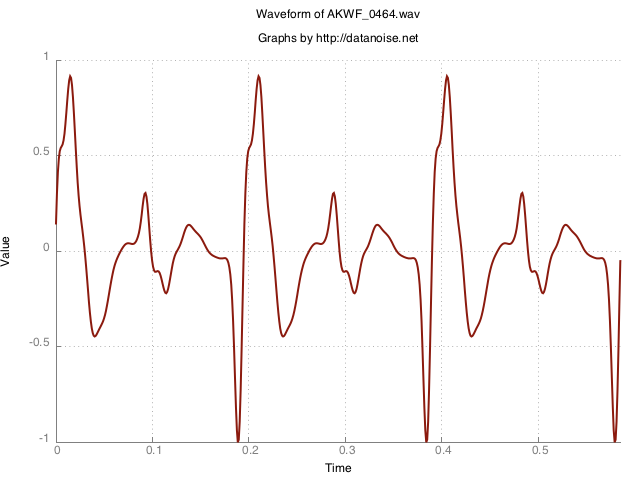 Waveform of AKWF_0464.wav
Graphs by http://datanoise.net
1
0.5
0
-0.5
-1
Value
0 0.1 0.2 0.3 0.4 0.5
Time